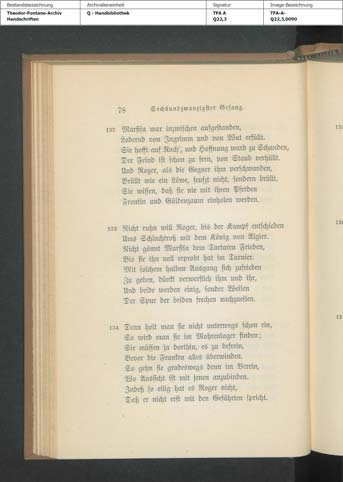 Bestandsbezeichnung
Archivalieneinheit
Signatur
Image-Bezeichnung
Theodor-Fontane-Archiv
Handschriften
Q - Handbibliothek
TFA A
Q22,3
TFA-A-
Q22,3,0090
78 Sechsundzwanzigster Gesang.
132 Marfisa war inzwischen aufgestanden,
Lodernd von Ingrimm und von Wut erfüllt.
Sie hofft auf Rach', und Hoffnung ward zu Schanden,
Der Feind ist schon zu fern, von Staub verhüllt.
Und Roger, als die Gegner ihm verschwanden,
Brüllt wie ein Löwe, seufzt nicht, sondern brüllt.
Sie wissen, daß sie nie mit ihren Pferden
Frontin und Güldenzaum einholen werden.
133 Nicht ruhn will Roger, bis der Kampf entschieden
Ums Schlachtroß mit dem König von Algier.
Nicht gönnt Marfisa dem Tartaren Frieden,
Bis sie ihn voll erprobt hat im Turnier.
Mit solchem halben Ausgang sich zufrieden
Zu geben, dünkt verwerflich ihm und ihr,
Und beide werden einig, sonder Weilen
Der Spur der beiden frechen nachzueilen.
134 Denn holt man sie nicht unterwegs schon ein,
So wird man sie im Mohrenlager finden;
Sie müssen ja dorthin, es zu befrein,
Bevor die Franken alles überwinden.
So gehn sie gradeswegs denn im Verein,
Wo Aussicht ist mit jenen anzubinden.
Indeß so eilig hat es Roger nicht,
Daß er nicht erst mit den Gefährten spricht.